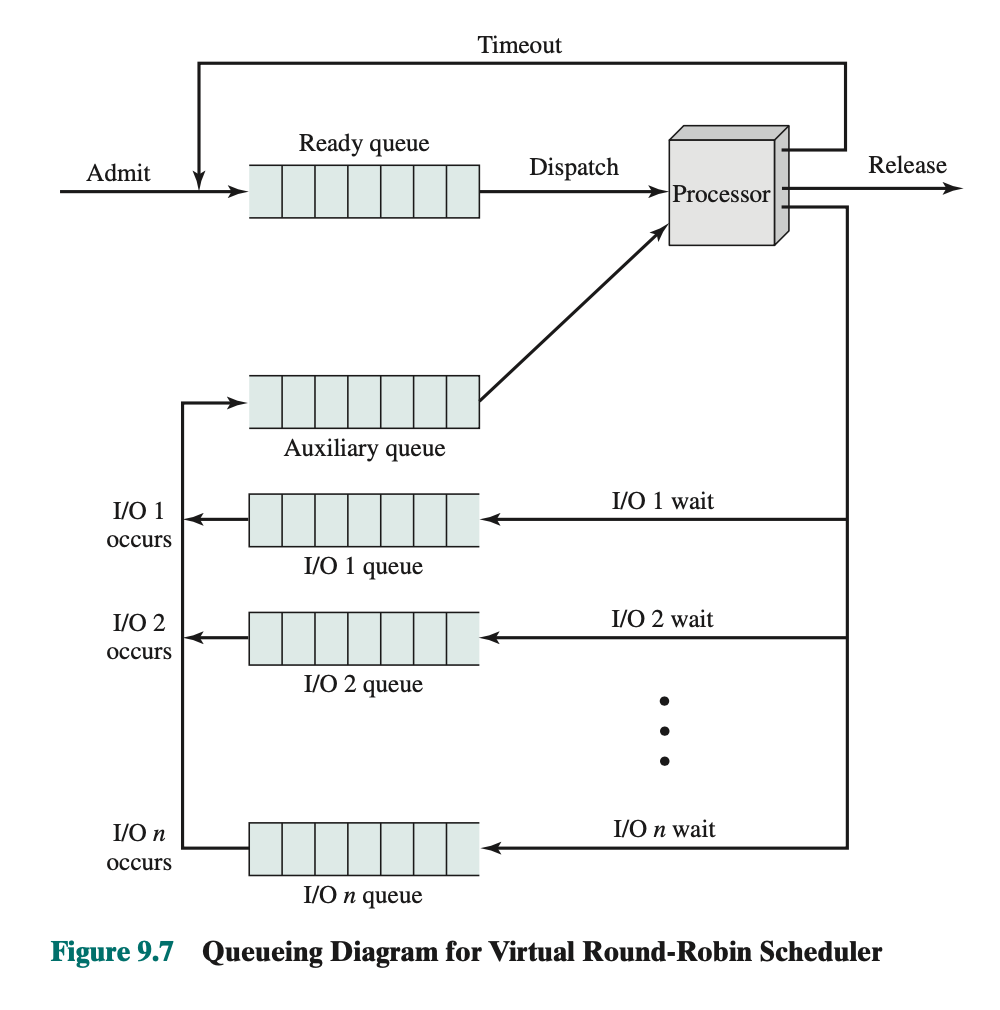 Timeout
Ready queue
Admit
Dispatch
Release
Processor
Auxiliary queue
I/O 1
occurs
I/O 1 wait
I/O 1 queue
I/O 2
occurs
I/O 2 wait
I/O 2 queue
I/O n
occurs
I/O n wait
I/O n queue
Figure 9.7 Queueing Diagram for Virtual Round-Robin Scheduler